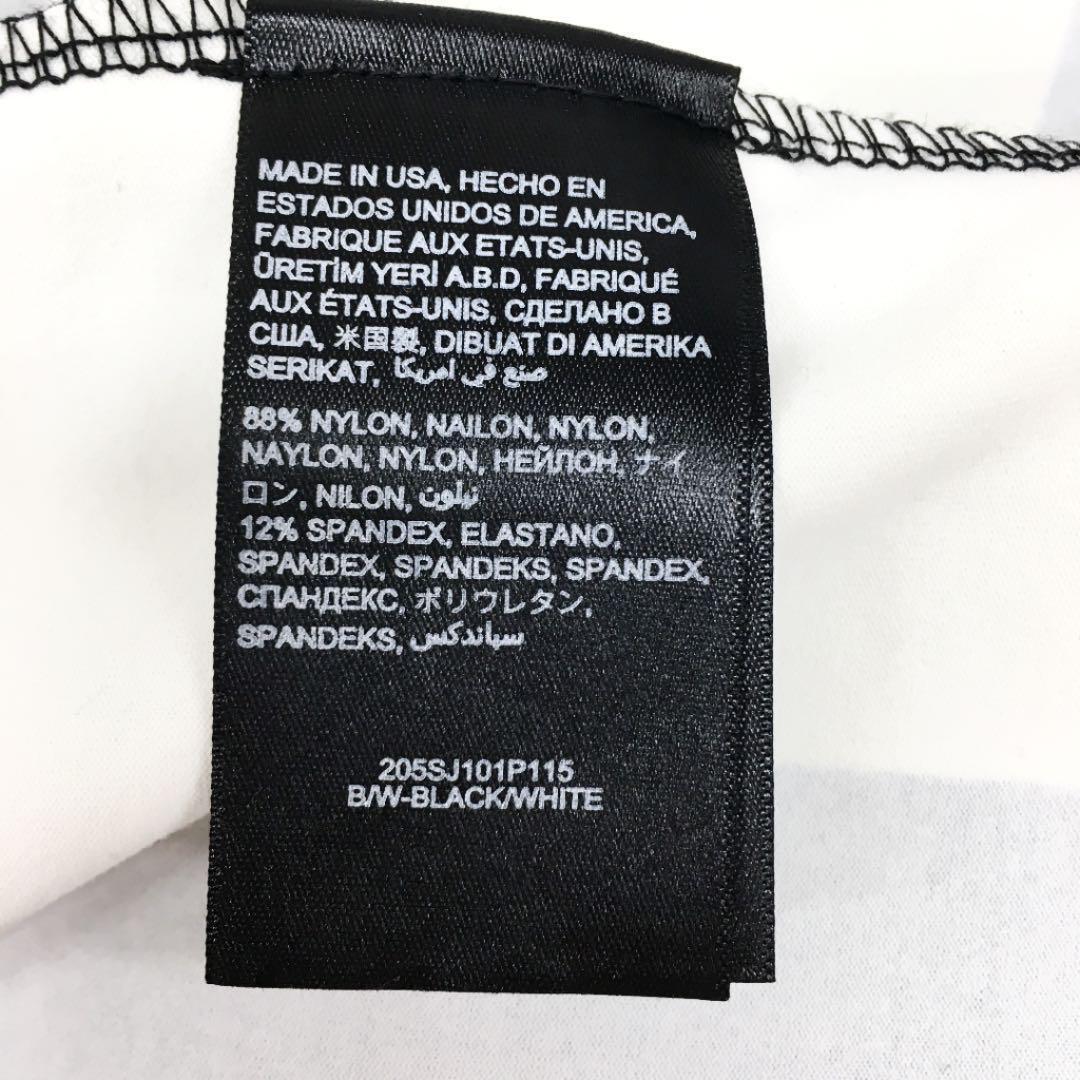 MADE IN USA, HECHO EN
ESTADOS UNIDOS DE AMERICA,
FABRIQUE AUX ETATS-UNIS,
ÜRETİM YERİ A.B.D, FABRIQUÉ
AUX ÉTATS-UNIS, СДЕЛАНО В
США, 米国製, DIBUAT DI AMERIKA
SERIKAT, صنع في امريكا
88% NYLON, NAILON, NYLON,
NAYLON, NYLON, НЕЙЛОН, ナイ
ロン, NILON, نيلون
12% SPANDEX, ELASTANO,
SPANDEX, SPANDEKS, SPANDEX,
СПАНДЕКС, ポリウレタン,
SPANDEKS, سباندكس
205SJ101P115
B/W-BLACK/WHITE